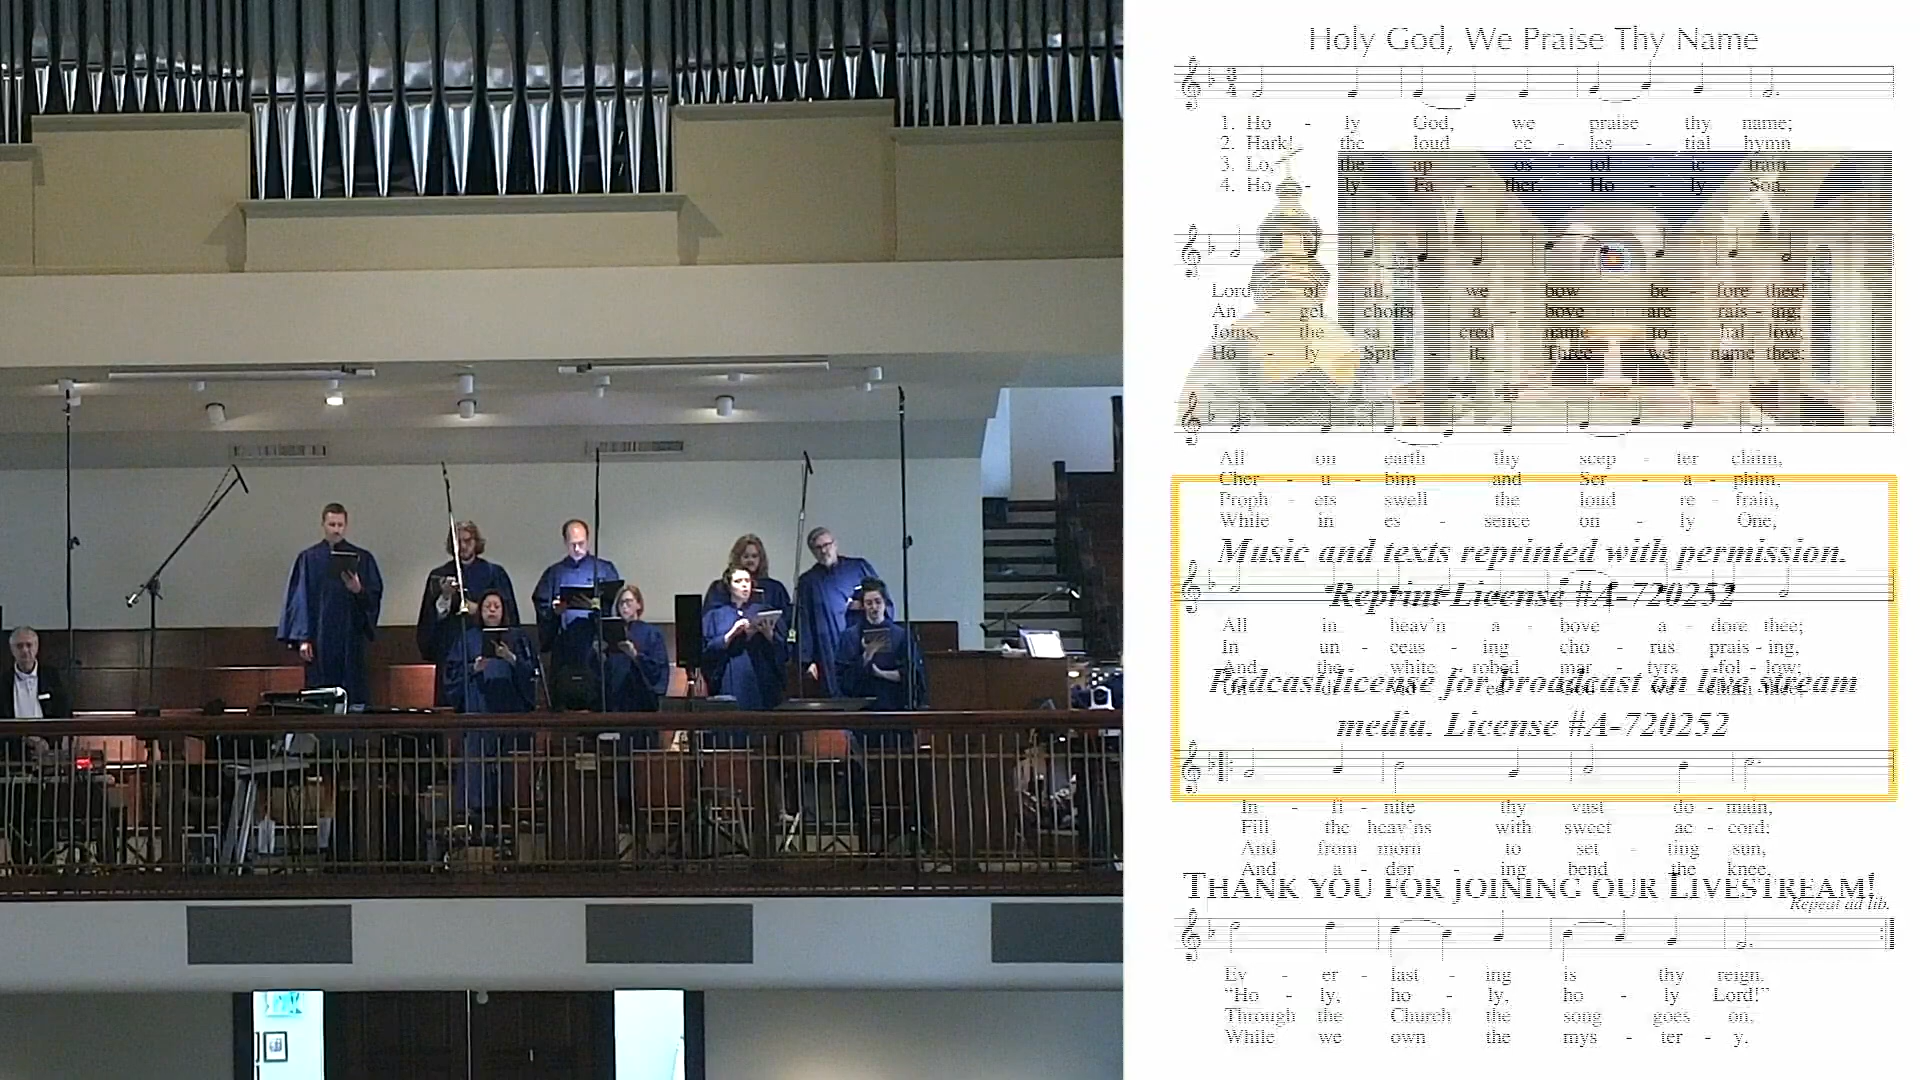 Holy God, We Praise Thy Name
1. Ho - ly God, we praise thy name;
2. Hark! the loud ce - les - tial hymn
3. Lo, the ap - os - tol - ic train
4. Ho - ly Fa - ther, Ho - ly Son,
Lord of all, we bow be - fore thee!
An - gel choirs a - bove are rais - ing;
Joins, the sa - cred name to hal - low;
Ho - ly Spir - it, Three we name thee;
All on earth thy scep - ter claim,
Cher - u - bim and Ser - a - phim,
Proph - ets swell the loud re - frain,
While in es - sence on - ly One,
Music and texts reprinted with permission.
Reprint License #A-720252
All in heav'n a - bove a - dore thee;
In un - ceas - ing cho - rus prais - ing,
And the white robed mar - tyrs fol - low;
Podcast license for broadcast on live stream
media. License #A-720252
In - fi - nite thy vast do - main,
Fill the heav'ns with sweet ac - cord:
And from morn to set - ting sun,
And a - dor - ing bend the knee,
THANK YOU FOR JOINING OUR LIVESTREAM!
Repeat ad lib.
Ev - er - last - ing is thy reign.
“Ho - ly, ho - ly, ho - ly Lord!”
Through the Church the song goes on,
While we own the mys - ter - y.